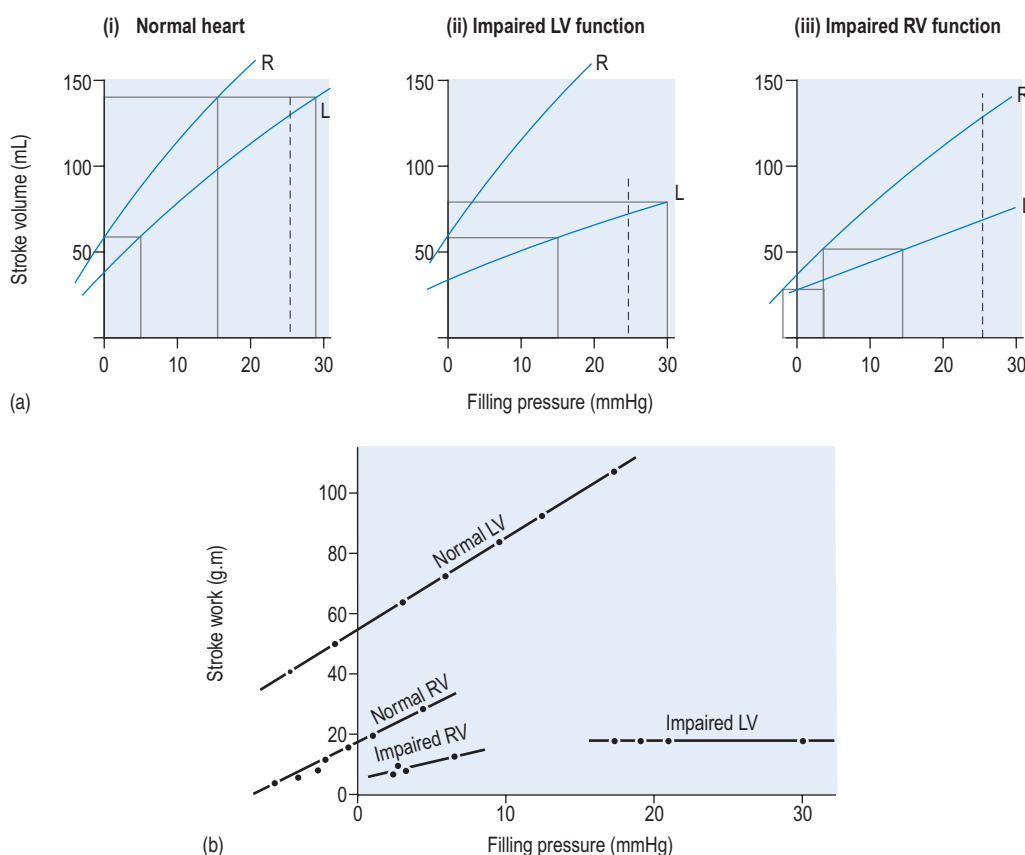 (i) Normal heart
(ii) Impaired LV function
(iii) Impaired RV function
Stroke volume (mL)
150
100
50
0 10 20 30
R
L
150
100
50
0 10 20 30
R
L
150
100
50
0 10 20 30
R
L
Filling pressure (mmHg)
(a)
Stroke work (g.m)
100
80
60
40
20
0
Normal LV
Normal RV
Impaired RV
Impaired LV
0 10 20 30
Filling pressure (mmHg)
(b)